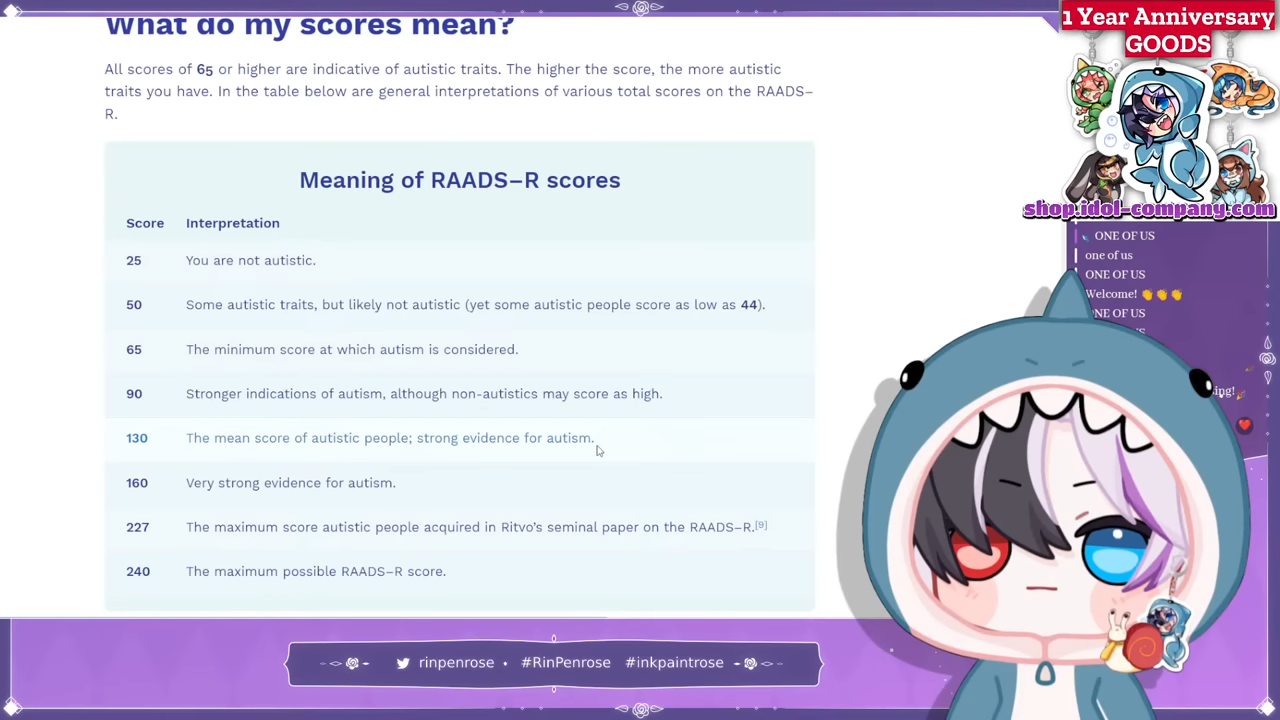 What do my scores mean?
All scores of 65 or higher are indicative of autistic traits. The higher the score, the more autistic
traits you have. In the table below are general interpretations of various total scores on the RAADS–
R.
Meaning of RAADS–R scores
Score Interpretation
25 You are not autistic.
50 Some autistic traits, but likely not autistic (yet some autistic people score as low as 44).
65 The minimum score at which autism is considered.
90 Stronger indications of autism, although non-autistics may score as high.
130 The mean score of autistic people; strong evidence for autism.
160 Very strong evidence for autism.
227 The maximum score autistic people acquired in Ritvo's seminal paper on the RAADS–R.[9]
240 The maximum possible RAADS–R score.
rinpenrose • #RinPenrose #inkpaintrose
1 Year Anniversary
GOODS
shop.idol-company.com
ONE OF US
one of us
ONE OF US
Welcome! 👏👏👏
ONE OF US